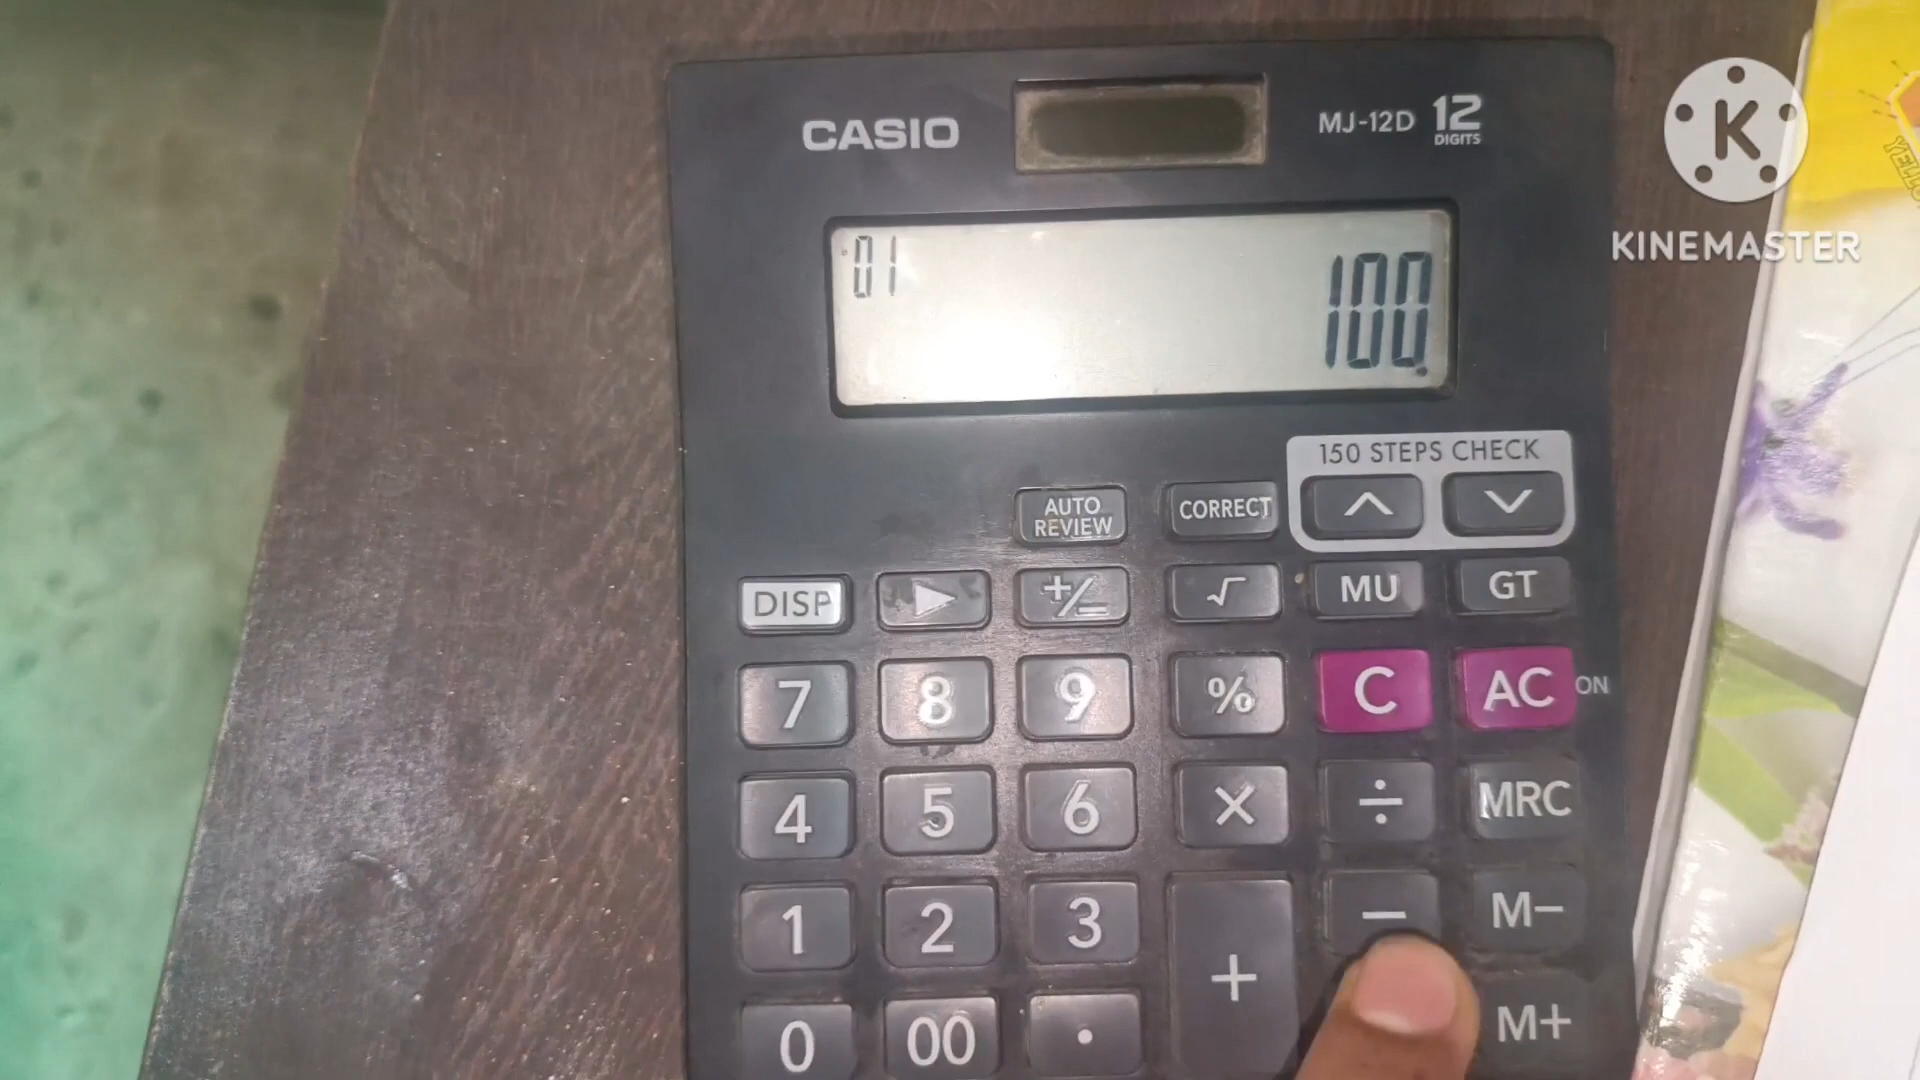 CASIO
MJ-12D 12
DIGITS
K
KINEMASTER
01
100.
150 STEPS CHECK
AUTO
REVIEW
CORRECT
DISP +/- √ MU GT
7 8 9 % C AC ON
4 5 6 × ÷ MRC
1 2 3 − M−
0 00 . + M+